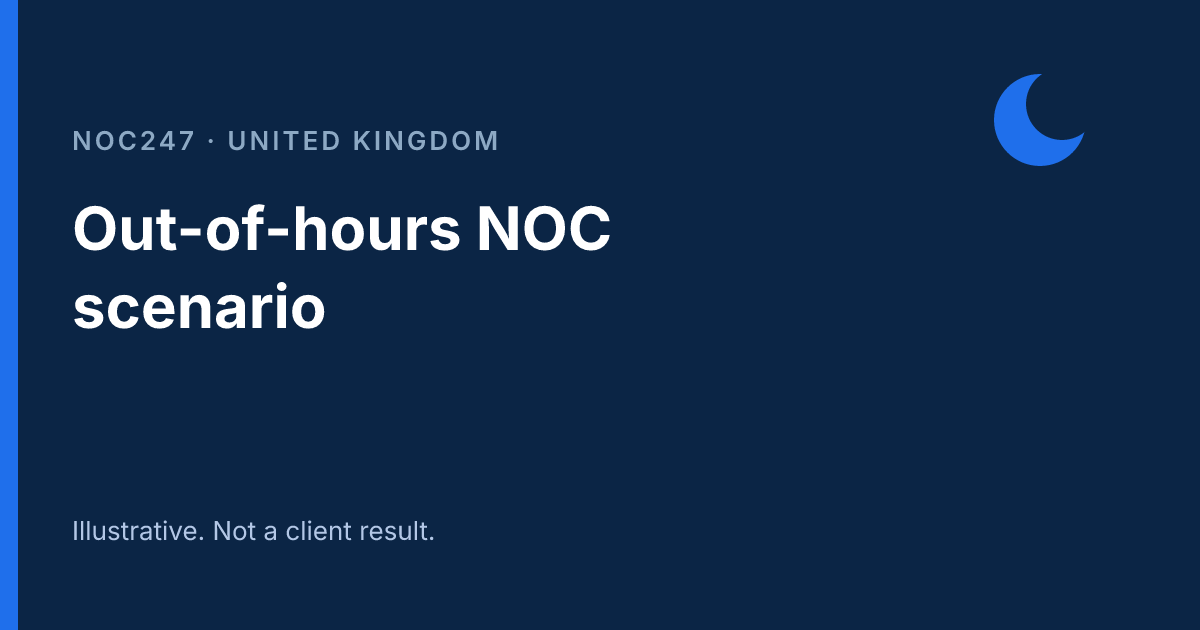 NOC247 · UNITED KINGDOM
Out-of-hours NOC
scenario
Illustrative. Not a client result.